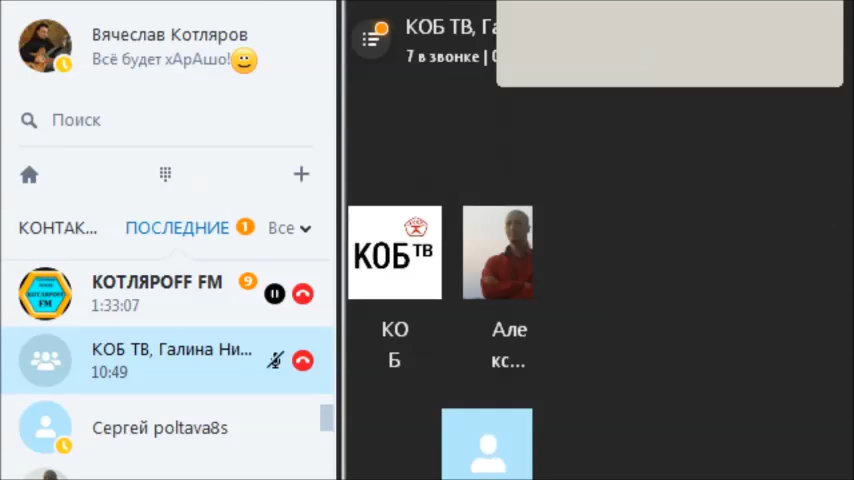 Вячеслав Котляров
Всё будет хАрАшо!
Поиск
КОНТАК...
ПОСЛЕДНИЕ
1
Все
КОТЛЯРОFF FM
9
1:33:07
КОБ ТВ, Галина Ни...
10:49
Сергей poltava8s
КОБ ТВ, Га
7 в звонке |
КОБ ТВ
КО
Б
Але
кс...